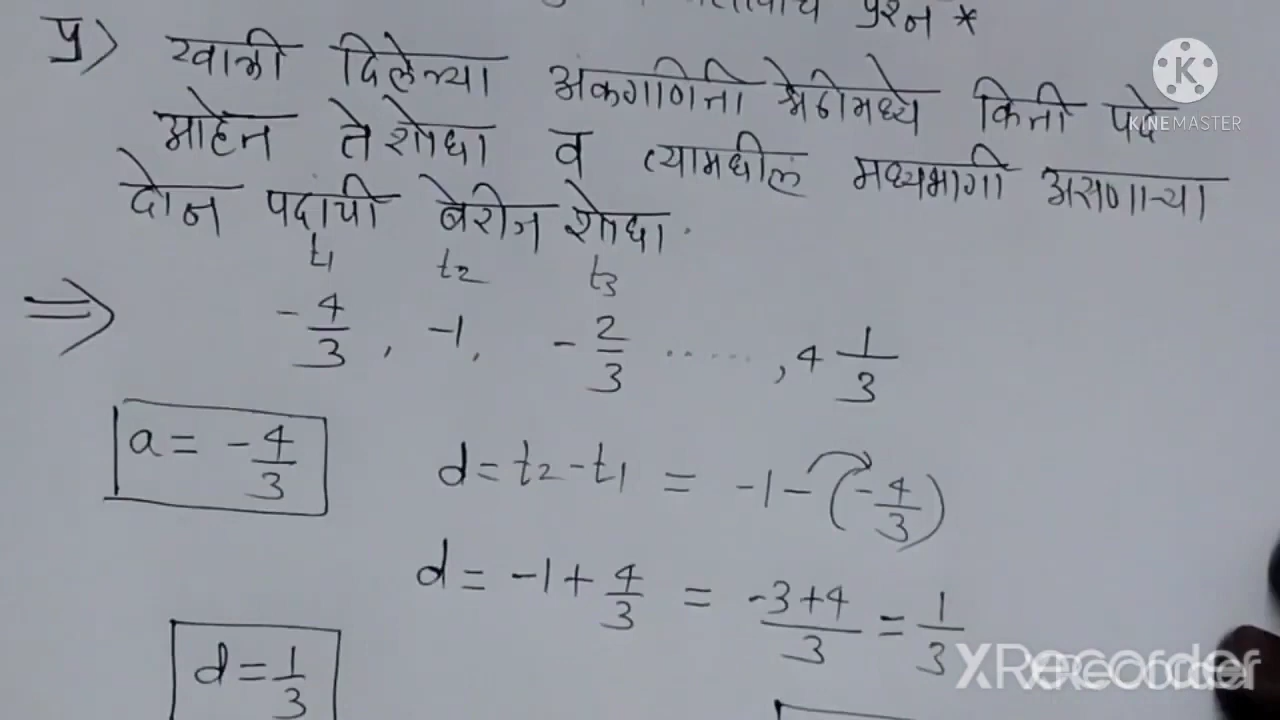 प्रश्न *
प्र) खाली दिलेल्या अंकगणिती श्रेढीमध्ये किती पदे
आहेत ते शोधा व त्यामधील मध्यभागी असणाऱ्या
दोन पदांची बेरीज शोधा.
t₁ t₂ t₃
⇒ -4/3, -1, -2/3 ......, 4 1/3
a = -4/3 d = t₂ - t₁ = -1 - (-4/3)
d = -1 + 4/3 = (-3+4)/3 = 1/3
d = 1/3
K
KINEMASTER
XRecorder